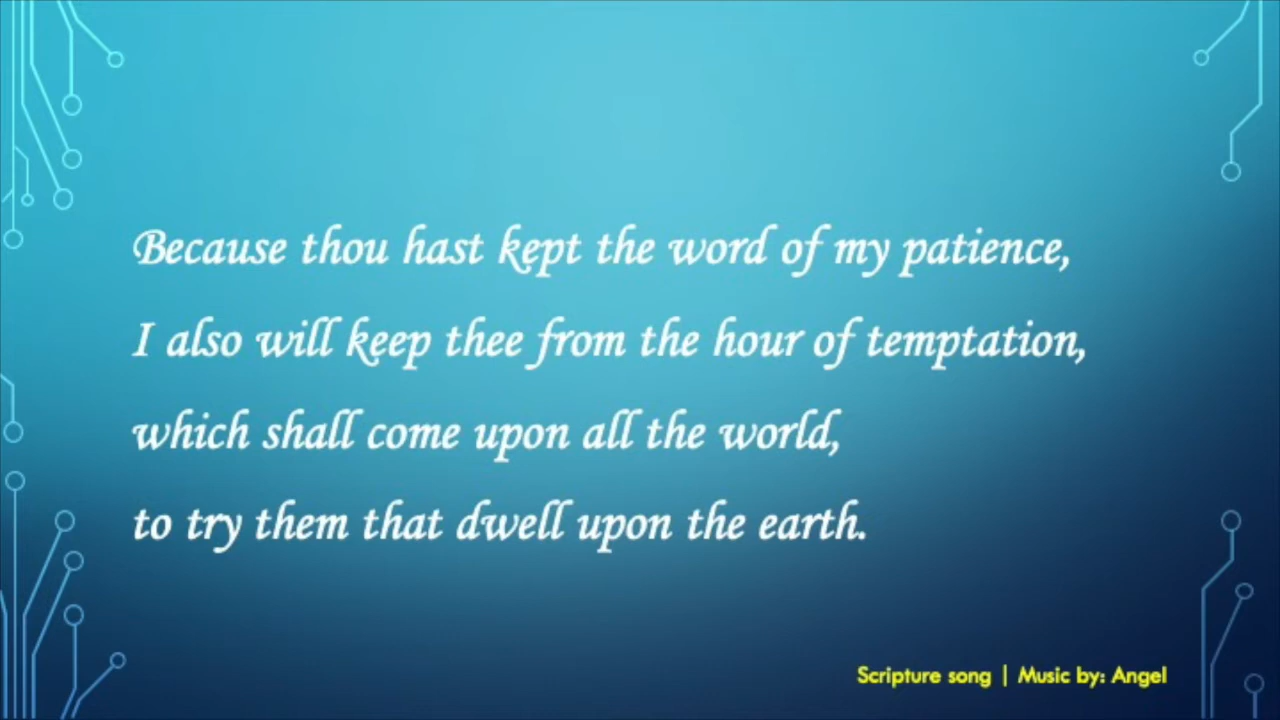 Because thou hast kept the word of my patience,
I also will keep thee from the hour of temptation,
which shall come upon all the world,
to try them that dwell upon the earth.
Scripture song | Music by: Angel